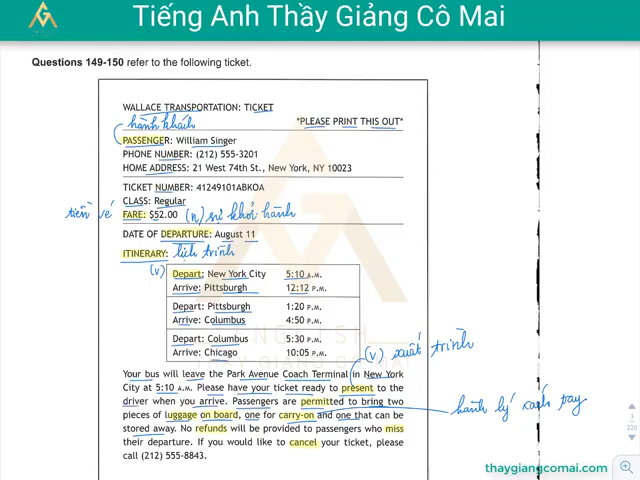 AG
Tiếng Anh Thầy Giảng Cô Mai
Questions 149-150 refer to the following ticket.
WALLACE TRANSPORTATION: TICKET
hành khách
*PLEASE PRINT THIS OUT*
PASSENGER: William Singer
PHONE NUMBER: (212) 555-3201
HOME ADDRESS: 21 West 74th St., New York, NY 10023
TICKET NUMBER: 41249101ABKOA
CLASS: Regular
tiền vé FARE: $52.00 (n) sự khởi hành
DATE OF DEPARTURE: August 11
ITINERARY: lịch trình
(v) Depart: New York City 5:10 A.M.
Arrive: Pittsburgh 12:12 P.M.
Depart: Pittsburgh 1:20 P.M.
Arrive: Columbus 4:50 P.M.
Depart: Columbus 5:30 P.M.
Arrive: Chicago 10:05 P.M.
(v) xuất trình
Your bus will leave the Park Avenue Coach Terminal in New York
City at 5:10 A.M. Please have your ticket ready to present to the
driver when you arrive. Passengers are permitted to bring two
pieces of luggage on board, one for carry-on and one that can be
hành lý xách tay
stored away. No refunds will be provided to passengers who miss
their departure. If you would like to cancel your ticket, please
call (212) 555-8843.
3
220
thaygiangcomai.com